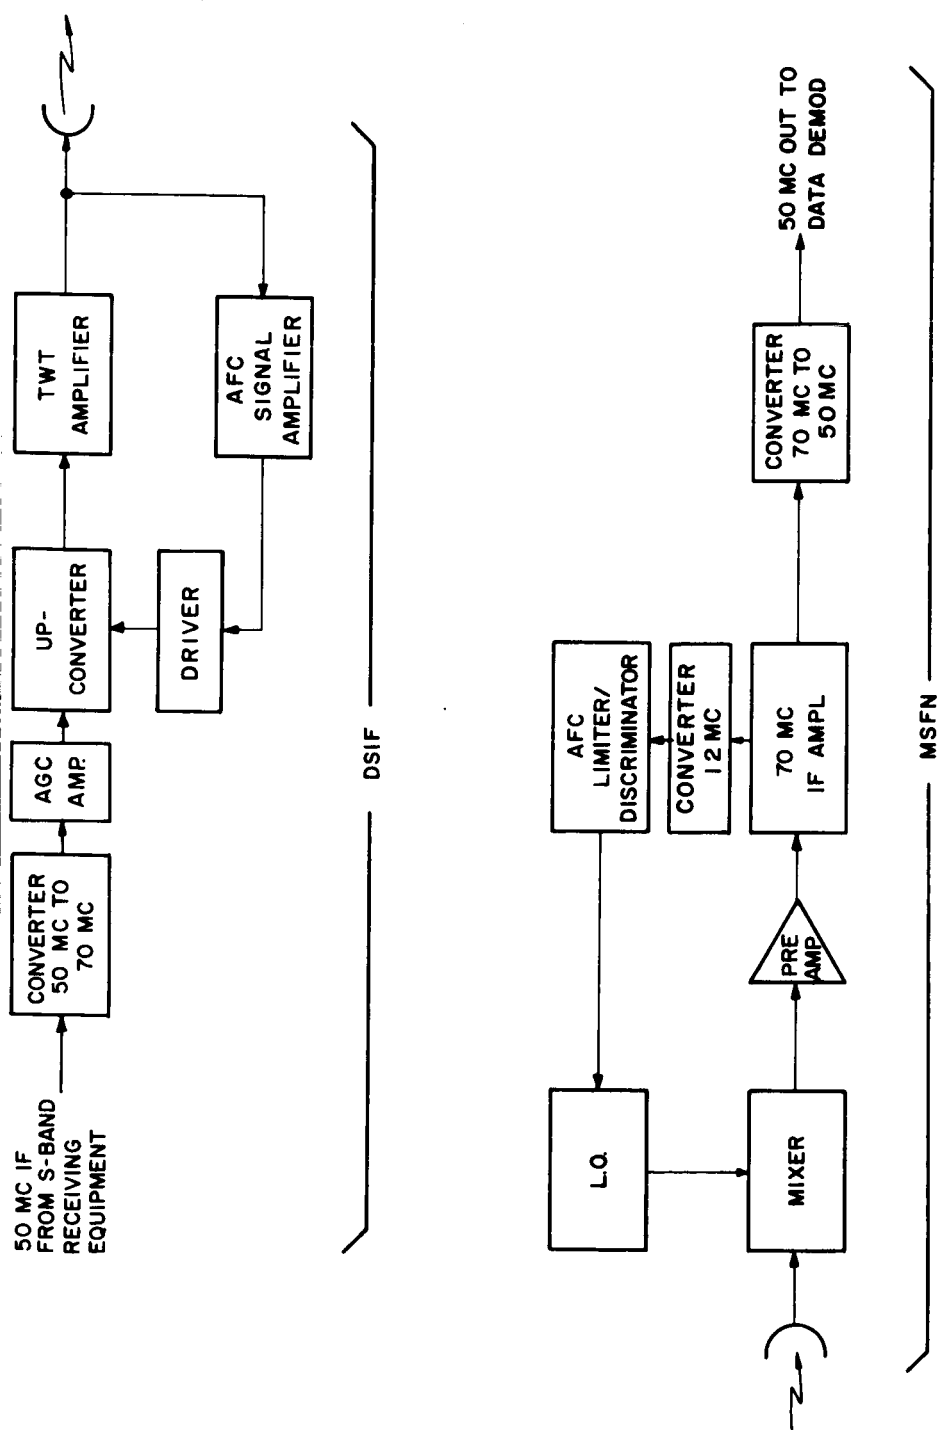 50 MC IF
FROM S-BAND
RECEIVING
EQUIPMENT
CONVERTER
50 MC TO
70 MC
AGC
AMP.
UP-
CONVERTER
TWT
AMPLIFIER
DRIVER
AFC
SIGNAL
AMPLIFIER
DSIF
L.O.
AFC
LIMITER/
DISCRIMINATOR
CONVERTER
12 MC
MIXER
PRE
AMP
70 MC
IF AMPL
CONVERTER
70 MC TO
50 MC
50 MC OUT TO
DATA DEMOD
MSFN